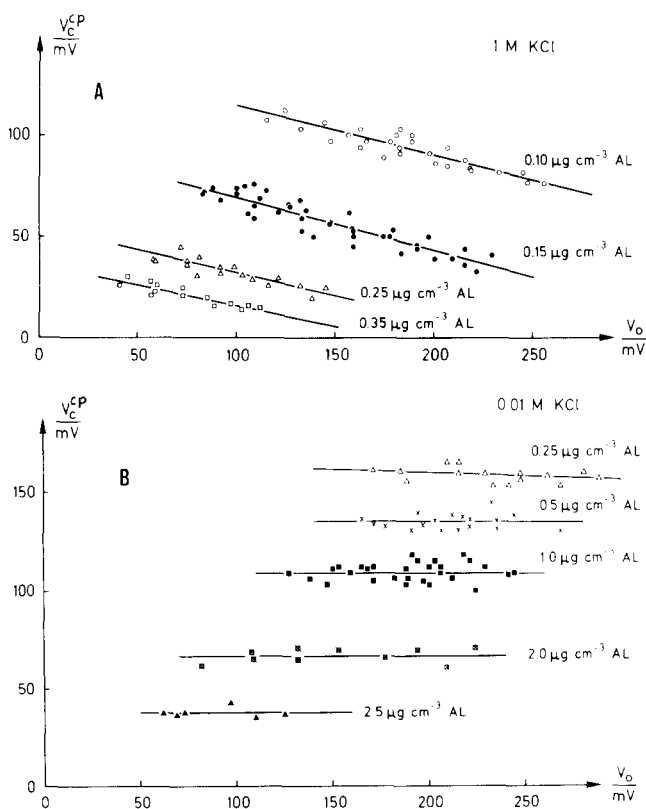 V_c^cp / mV
1 M KCl
A
100
50
0
0.10 µg cm⁻³ AL
0.15 µg cm⁻³ AL
0.25 µg cm⁻³ AL
0.35 µg cm⁻³ AL
0 50 100 150 200 250 V_o / mV
V_c^cp / mV
0.01 M KCl
B
150
100
50
0
0.25 µg cm⁻³ AL
0.5 µg cm⁻³ AL
1.0 µg cm⁻³ AL
2.0 µg cm⁻³ AL
2.5 µg cm⁻³ AL
0 50 100 150 200 250 V_o / mV